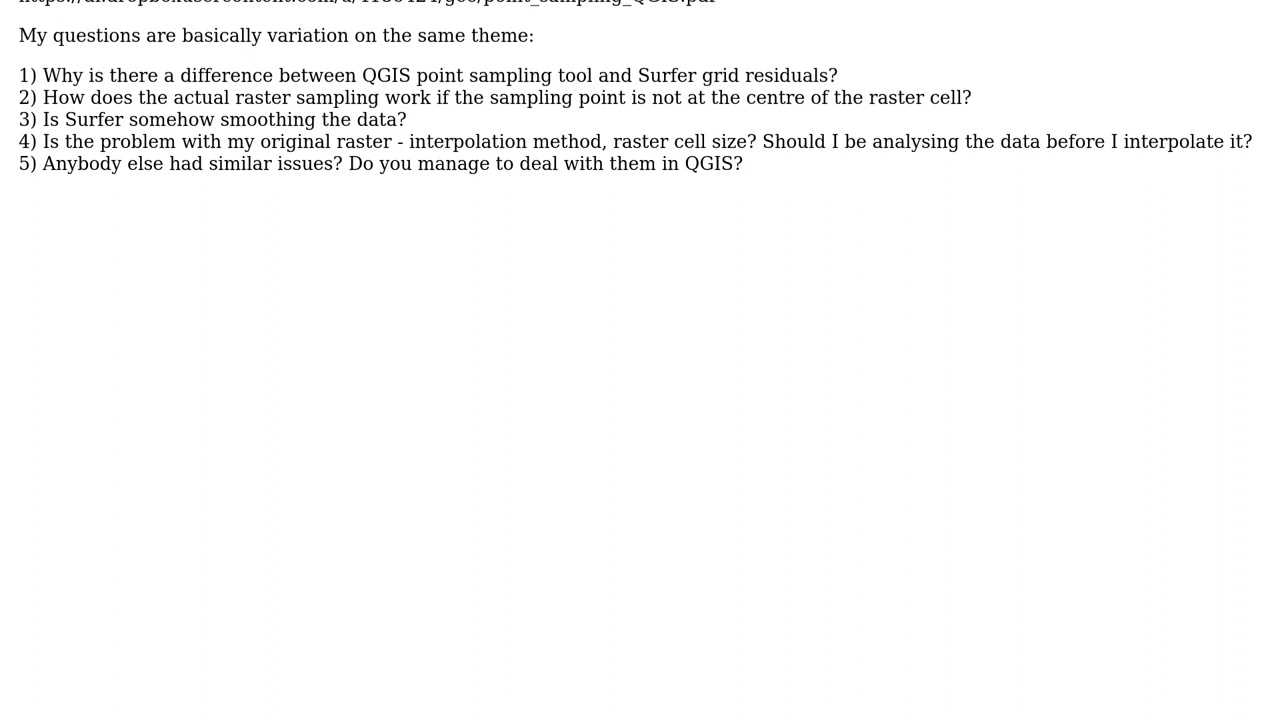 My questions are basically variation on the same theme:
1) Why is there a difference between QGIS point sampling tool and Surfer grid residuals?
2) How does the actual raster sampling work if the sampling point is not at the centre of the raster cell?
3) Is Surfer somehow smoothing the data?
4) Is the problem with my original raster - interpolation method, raster cell size? Should I be analysing the data before I interpolate it?
5) Anybody else had similar issues? Do you manage to deal with them in QGIS?